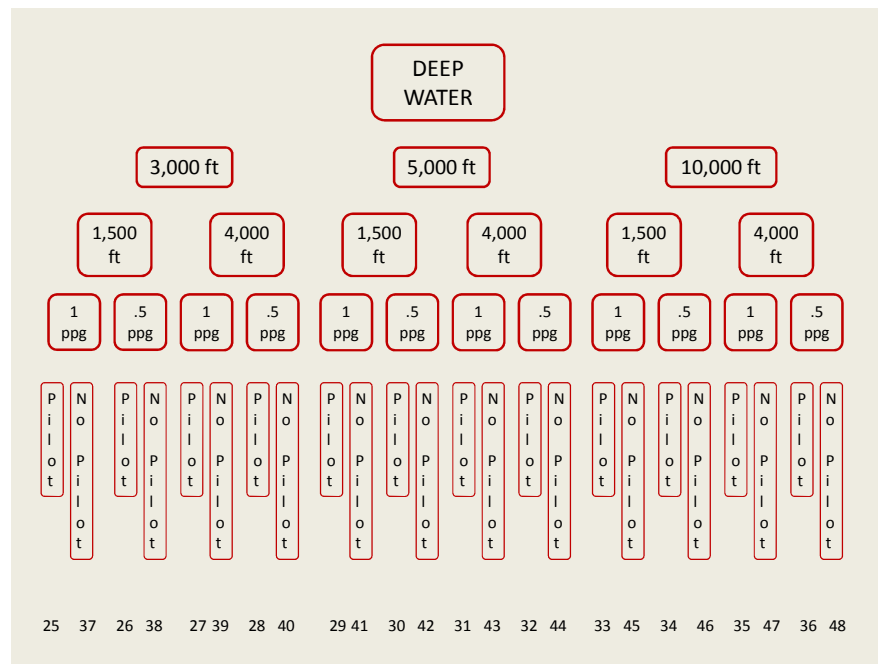 DEEP
WATER
3,000 ft
5,000 ft
10,000 ft
1,500
ft
4,000
ft
1,500
ft
4,000
ft
1,500
ft
4,000
ft
1
ppg
.5
ppg
1
ppg
.5
ppg
1
ppg
.5
ppg
1
ppg
.5
ppg
1
ppg
.5
ppg
1
ppg
.5
ppg
Pilot
No Pilot
Pilot
No Pilot
Pilot
No Pilot
Pilot
No Pilot
Pilot
No Pilot
Pilot
No Pilot
Pilot
No Pilot
Pilot
No Pilot
Pilot
No Pilot
Pilot
No Pilot
Pilot
No Pilot
Pilot
No Pilot
25 37 26 38 27 39 28 40 29 41 30 42 31 43 32 44 33 45 34 46 35 47 36 48